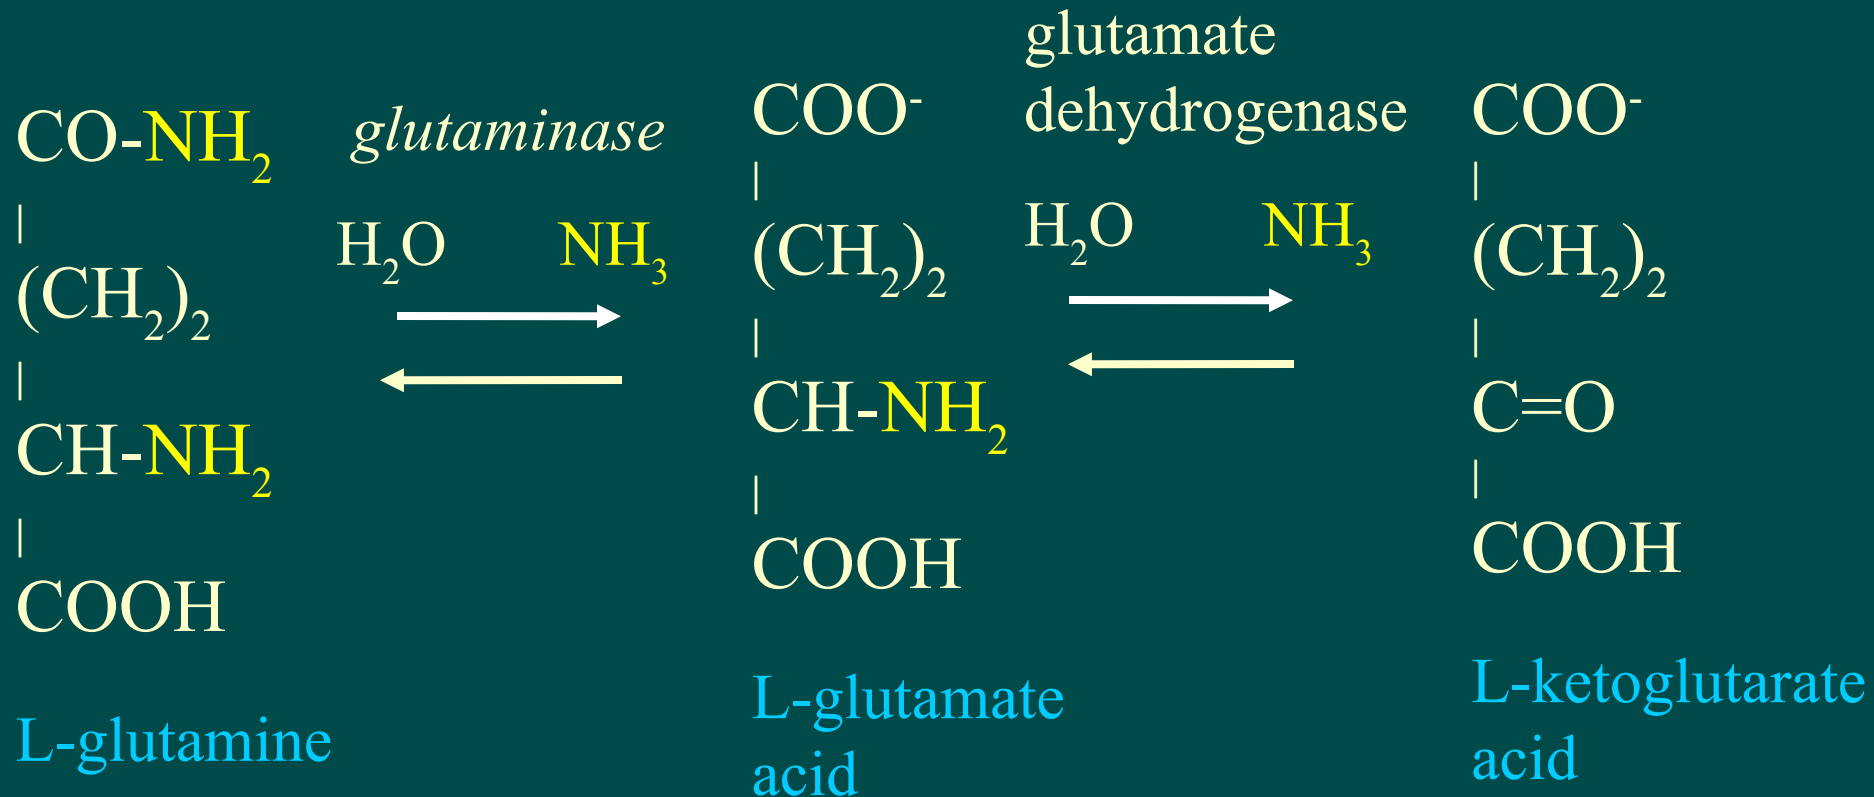 CO-NH₂
|
(CH₂)₂
|
CH-NH₂
|
COOH
L-glutamine
glutaminase
H₂O NH₃
COO⁻
|
(CH₂)₂
|
CH-NH₂
|
COOH
L-glutamate
acid
glutamate
dehydrogenase
H₂O NH₃
COO⁻
|
(CH₂)₂
|
C=O
|
COOH
L-ketoglutarate
acid